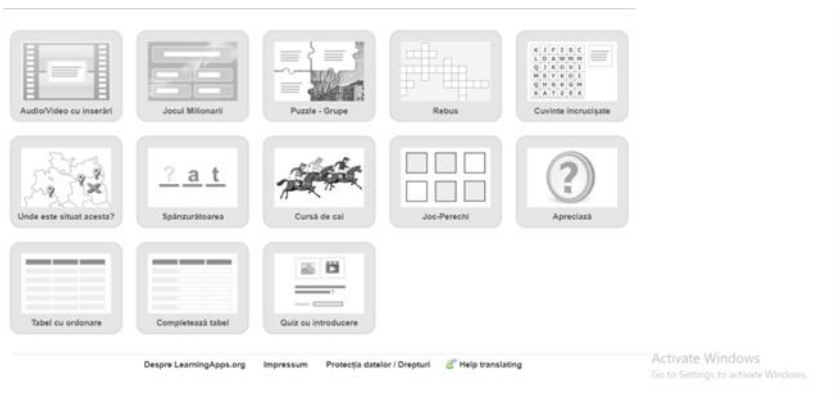 Audio/Video cu inserări
Jocul Milionarii
Puzzle - Grupe
Rebus
Cuvinte încrucișate
? a t
Unde este situat acesta?
Spânzurătoarea
Cursă de cai
Joc-Perechi
Apreciază
Tabel cu ordonare
Completează tabel
Quiz cu introducere
Despre LearningApps.org Impressum Protecția datelor / Drepturi Help translating
Activate Windows
Go to Settings to activate Windows.